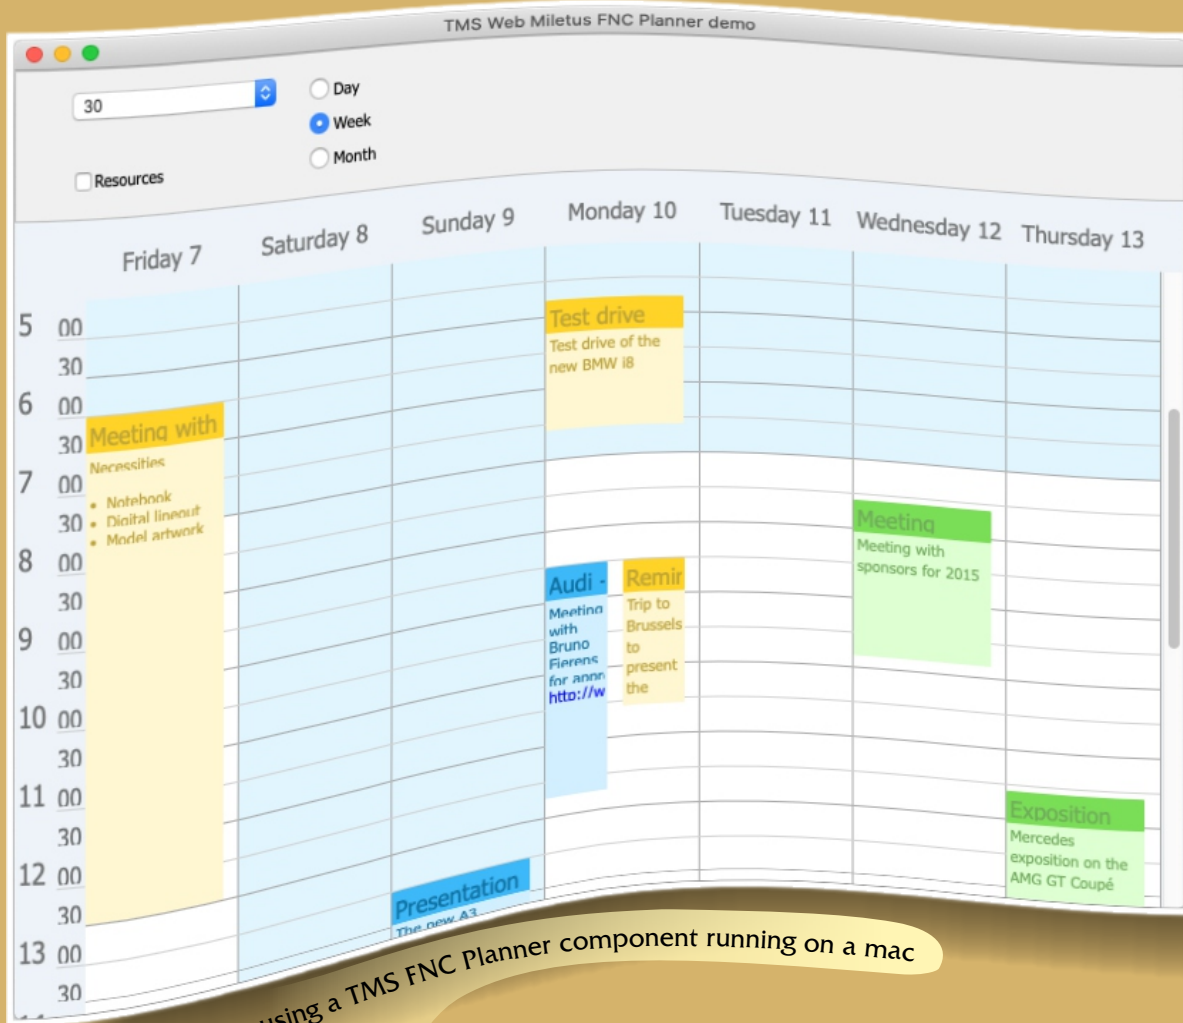 TMS Web Miletus FNC Planner demo
30
Day
Week
Month
Resources
Friday 7
Saturday 8
Sunday 9
Monday 10
Tuesday 11
Wednesday 12
Thursday 13
5 00
30
6 00
30
7 00
30
8 00
30
9 00
30
10 00
30
11 00
30
12 00
30
13 00
30
Meeting with
Necessities
• Notebook
• Digital lineout
• Model artwork
Presentation
The new A3
Test drive
Test drive of the
new BMW i8
Audi -
Meeting
with
Bruno
Fierens
for appr
http://w
Remir
Trip to
Brussels
to
present
the
Meeting
Meeting with
sponsors for 2015
Exposition
Mercedes
exposition on the
AMG GT Coupé
using a TMS FNC Planner component running on a mac